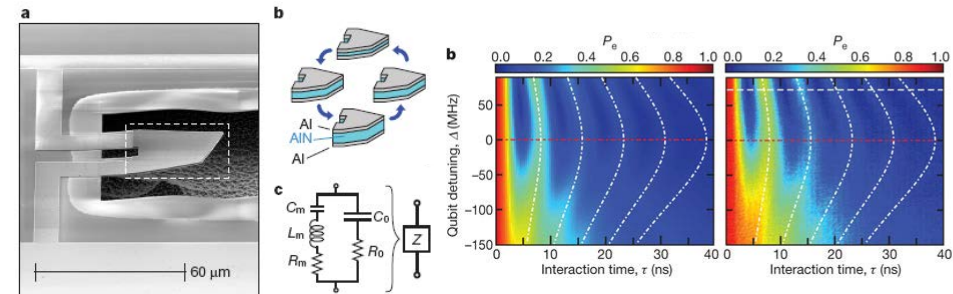 a
60 μm
b
Al
AlN
Al
c
Cm
Lm
Rm
C0
R0
Z
b
Pe
0.0 0.2 0.4 0.6 0.8 1.0
Pe
0.0 0.2 0.4 0.6 0.8 1.0
Qubit detuning, Δ (MHz)
50
0
−50
−100
−150
0 10 20 30 40
Interaction time, τ (ns)
0 10 20 30 40
Interaction time, τ (ns)